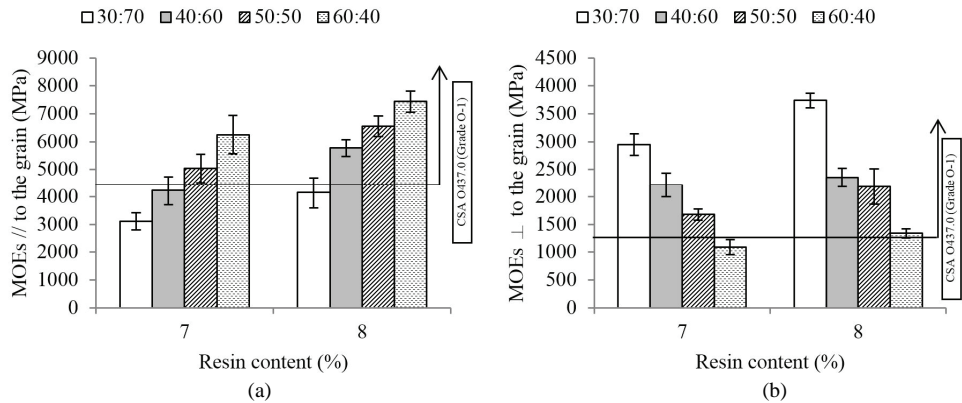 30:70 40:60 50:50 60:40
MOEs // to the grain (MPa)
9000
8000
7000
6000
5000
4000
3000
2000
1000
0
7 8
Resin content (%)
CSA O437.0 (Grade O-1)
(a)
30:70 40:60 50:50 60:40
MOEs ⊥ to the grain (MPa)
4500
4000
3500
3000
2500
2000
1500
1000
500
0
7 8
Resin content (%)
CSA O437.0 (Grade O-1)
(b)